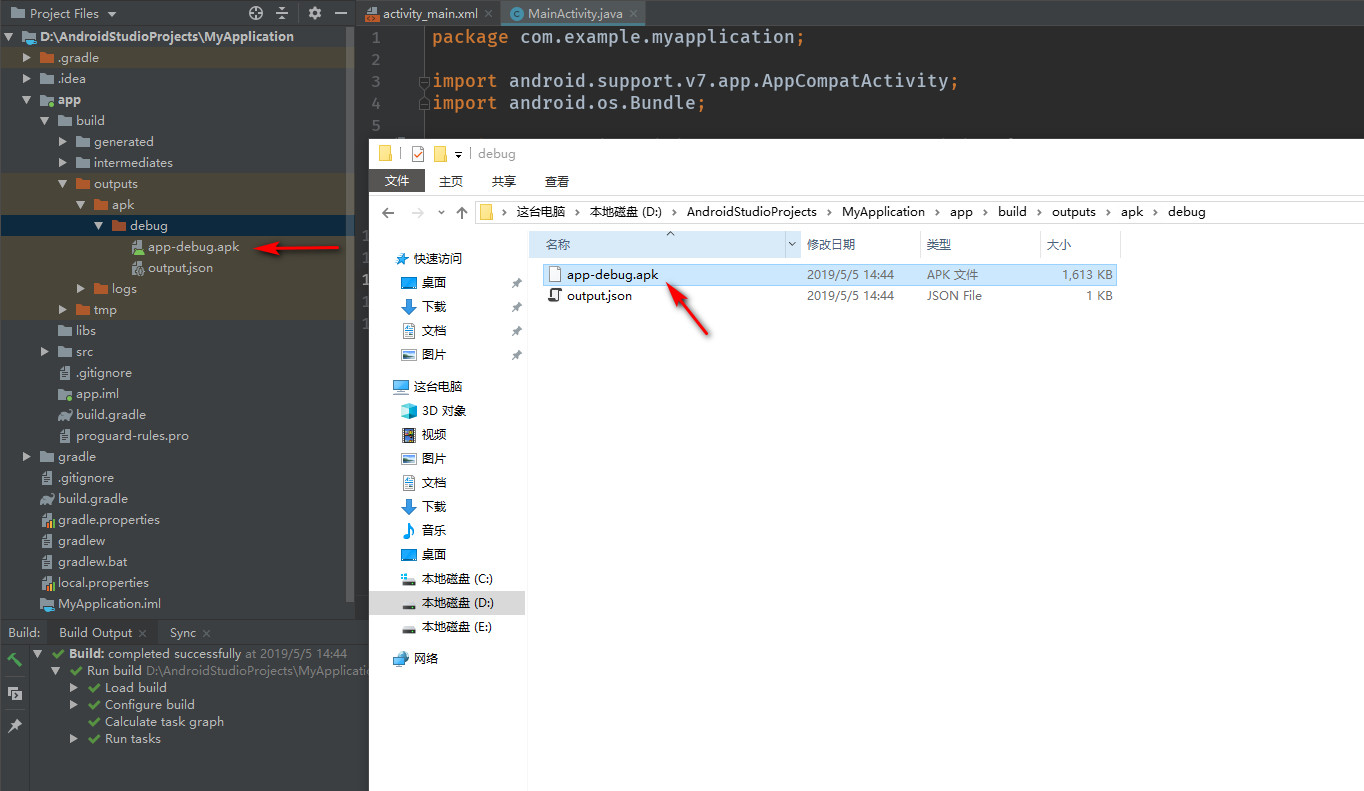 Project Files
D:\AndroidStudioProjects\MyApplication
.gradle
.idea
app
build
generated
intermediates
outputs
apk
debug
app-debug.apk
output.json
logs
tmp
libs
src
.gitignore
app.iml
build.gradle
proguard-rules.pro
gradle
.gitignore
build.gradle
gradle.properties
gradlew
gradlew.bat
local.properties
MyApplication.iml
activity_main.xml
MainActivity.java
1 package com.example.myapplication;
2
3 import android.support.v7.app.AppCompatActivity;
4 import android.os.Bundle;
5
debug
文件 主页 共享 查看
这台电脑 本地磁盘 (D:) AndroidStudioProjects MyApplication app build outputs apk debug
快速访问
桌面
下载
文档
图片
这台电脑
3D 对象
视频
图片
文档
下载
音乐
桌面
本地磁盘 (C:)
本地磁盘 (D:)
本地磁盘 (E:)
网络
名称 修改日期 类型 大小
app-debug.apk 2019/5/5 14:44 APK 文件 1,613 KB
output.json 2019/5/5 14:44 JSON File 1 KB
Build: Build Output Sync
Build: completed successfully at 2019/5/5 14:44
Run build D:\AndroidStudioProjects\MyApplicatio
Load build
Configure build
Calculate task graph
Run tasks